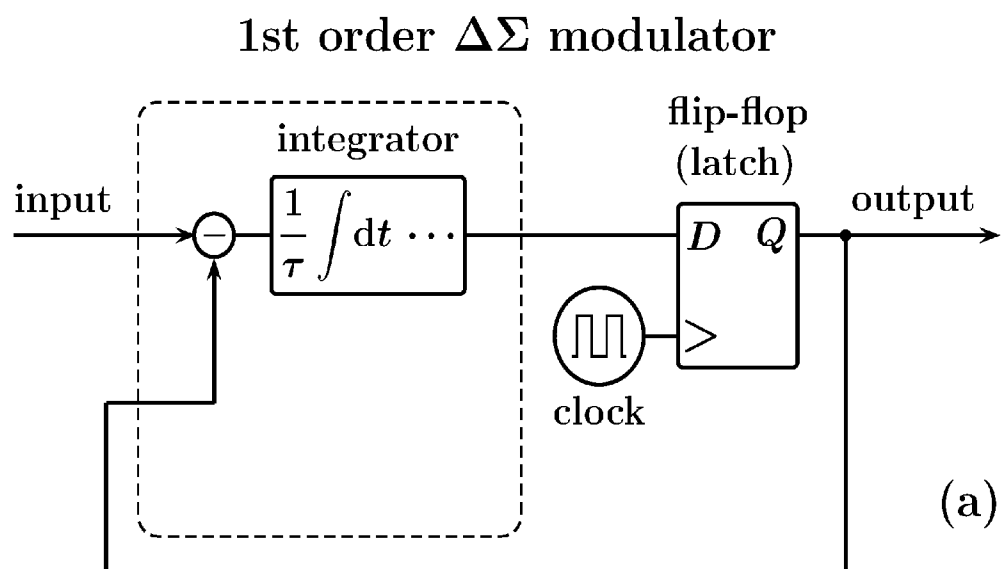 1st order ΔΣ modulator
flip-flop
(latch)
integrator
input
output
−
1/τ ∫dt ···
D Q
clock
(a)